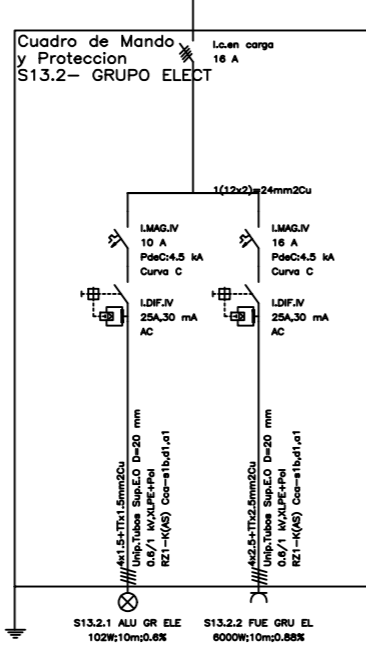 Cuadro de Mando
y Proteccion
S13.2- GRUPO ELECT
I.c.en carga
16 A
1(12x2)=24mm2Cu
I.MAG.IV
10 A
PdeC:4.5 kA
Curva C
I.MAG.IV
16 A
PdeC:4.5 kA
Curva C
I.DIF.IV
25A,30 mA
AC
I.DIF.IV
25A,30 mA
AC
4x1.5+TTx1.5mm2Cu
Unip.Tubos Sup.E.O D=20 mm
0.6/1 kV,XLPE+Pol
RZ1-K(AS) Cca-s1b,d1,a1
4x2.5+TTx2.5mm2Cu
Unip.Tubos Sup.E.O D=20 mm
0.6/1 kV,XLPE+Pol
RZ1-K(AS) Cca-s1b,d1,a1
S13.2.1 ALU GR ELE
102W;10m;0.6%
S13.2.2 FUE GRU EL
6000W;10m;0.88%